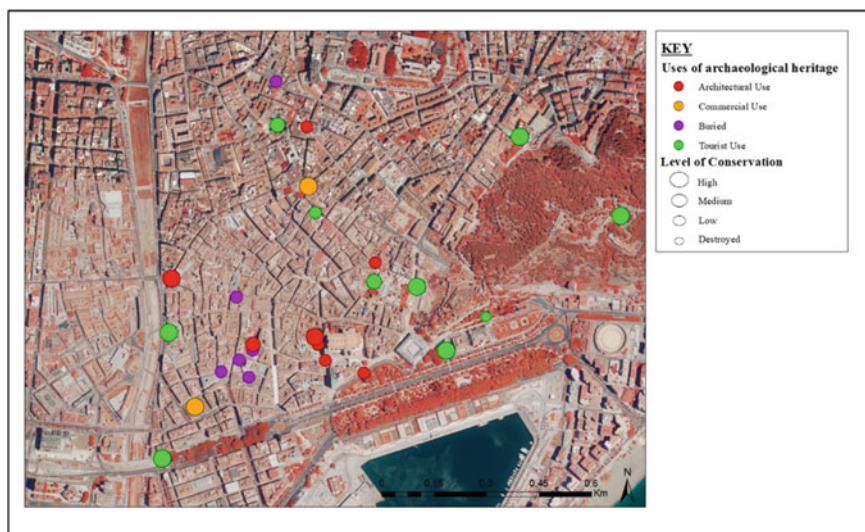 KEY
Uses of archaeological heritage
Architectural Use
Commercial Use
Buried
Tourist Use
Level of Conservation
High
Medium
Low
Destroyed
N
0 0.15 0.3 0.45 0.6
Km